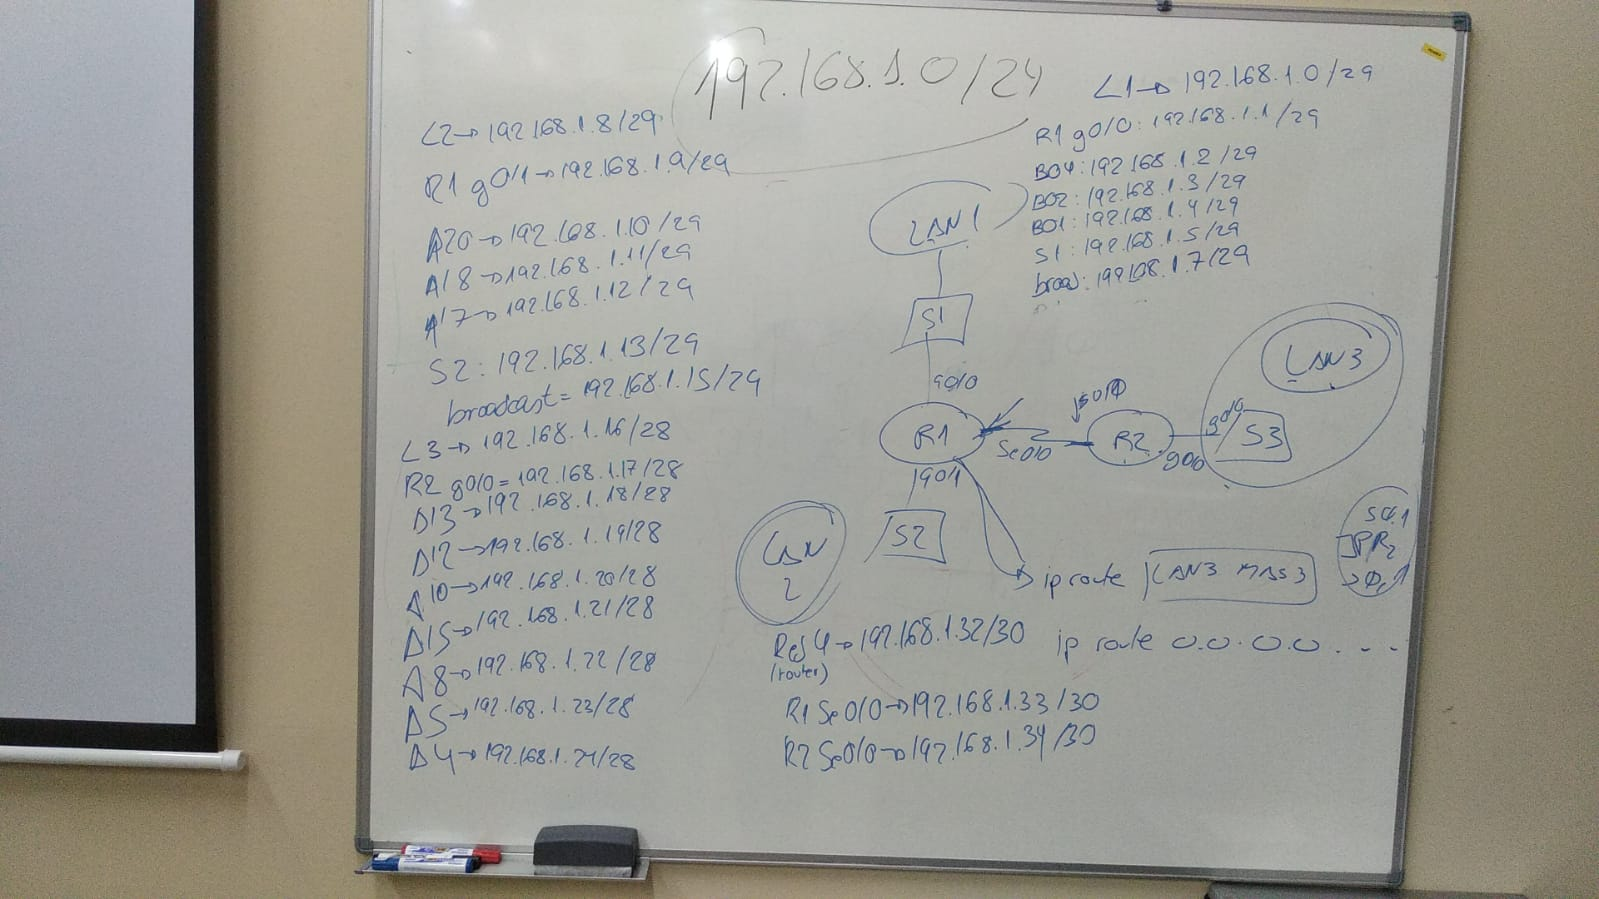 192.168.1.0/24
L2→192.168.1.8/29
R1 g0/1→192.168.1.9/29
A20→192.168.1.10/29
A18→192.168.1.11/29
A17→192.168.1.12/29
S2: 192.168.1.13/29
broadcast= 192.168.1.15/29
L3→ 192.168.1.16/28
R2 g0/0=192.168.1.17/28
A13→192.168.1.18/28
A12→192.168.1.19/28
A10→192.168.1.20/28
A15→192.168.1.21/28
A8→192.168.1.22/28
A5→192.168.1.23/28
A4→192.168.1.24/28
L1→ 192.168.1.0/29
R1 g0/0: 192.168.1.1/29
B04: 192.168.1.2/29
B02: 192.168.1.3/29
B01: 192.168.1.4/29
S1: 192.168.1.5/29
broad: 192.168.1.7/29
LAN1
S1
g0/0
R1
Se0/0
R2
g0/0
g0/0
S3
LAN3
g0/1
S2
LAN
2
ip route LAN3 MAS3
ip route 0.0.0.0. ...
Red 4→192.168.1.32/30
(router)
R1 Se0/0→192.168.1.33/30
R2 Se0/0→192.168.1.34/30